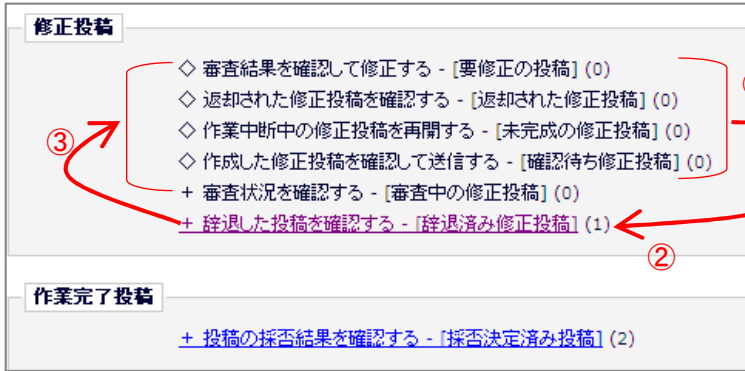 修正投稿
◇ 審査結果を確認して修正する - [要修正の投稿] (0)
◇ 返却された修正投稿を確認する - [返却された修正投稿] (0)
◇ 作業中断中の修正投稿を再開する - [未完成の修正投稿] (0)
③
◇ 作成した修正投稿を確認して送信する - [確認待ち修正投稿] (0)
+ 審査状況を確認する - [審査中の修正投稿] (0)
+ 辞退した投稿を確認する - [辞退済み修正投稿] (1)
②
作業完了投稿
+ 投稿の採否結果を確認する - [採否決定済み投稿] (2)